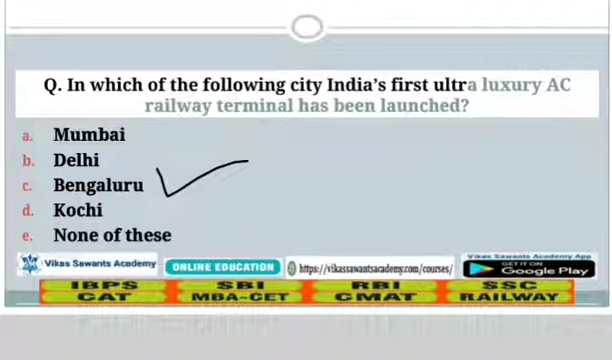 Q. In which of the following city India's first ultra luxury AC
railway terminal has been launched?
a. Mumbai
b. Delhi
c. Bengaluru
d. Kochi
e. None of these
Vikas Sawants Academy
ONLINE EDUCATION
https://vikassawantsacademy.com/courses/
Vikas Sawants Academy App
GET IT ON
Google Play
IBPS SBI RBI SSC
CAT MBA-CET CMAT RAILWAY